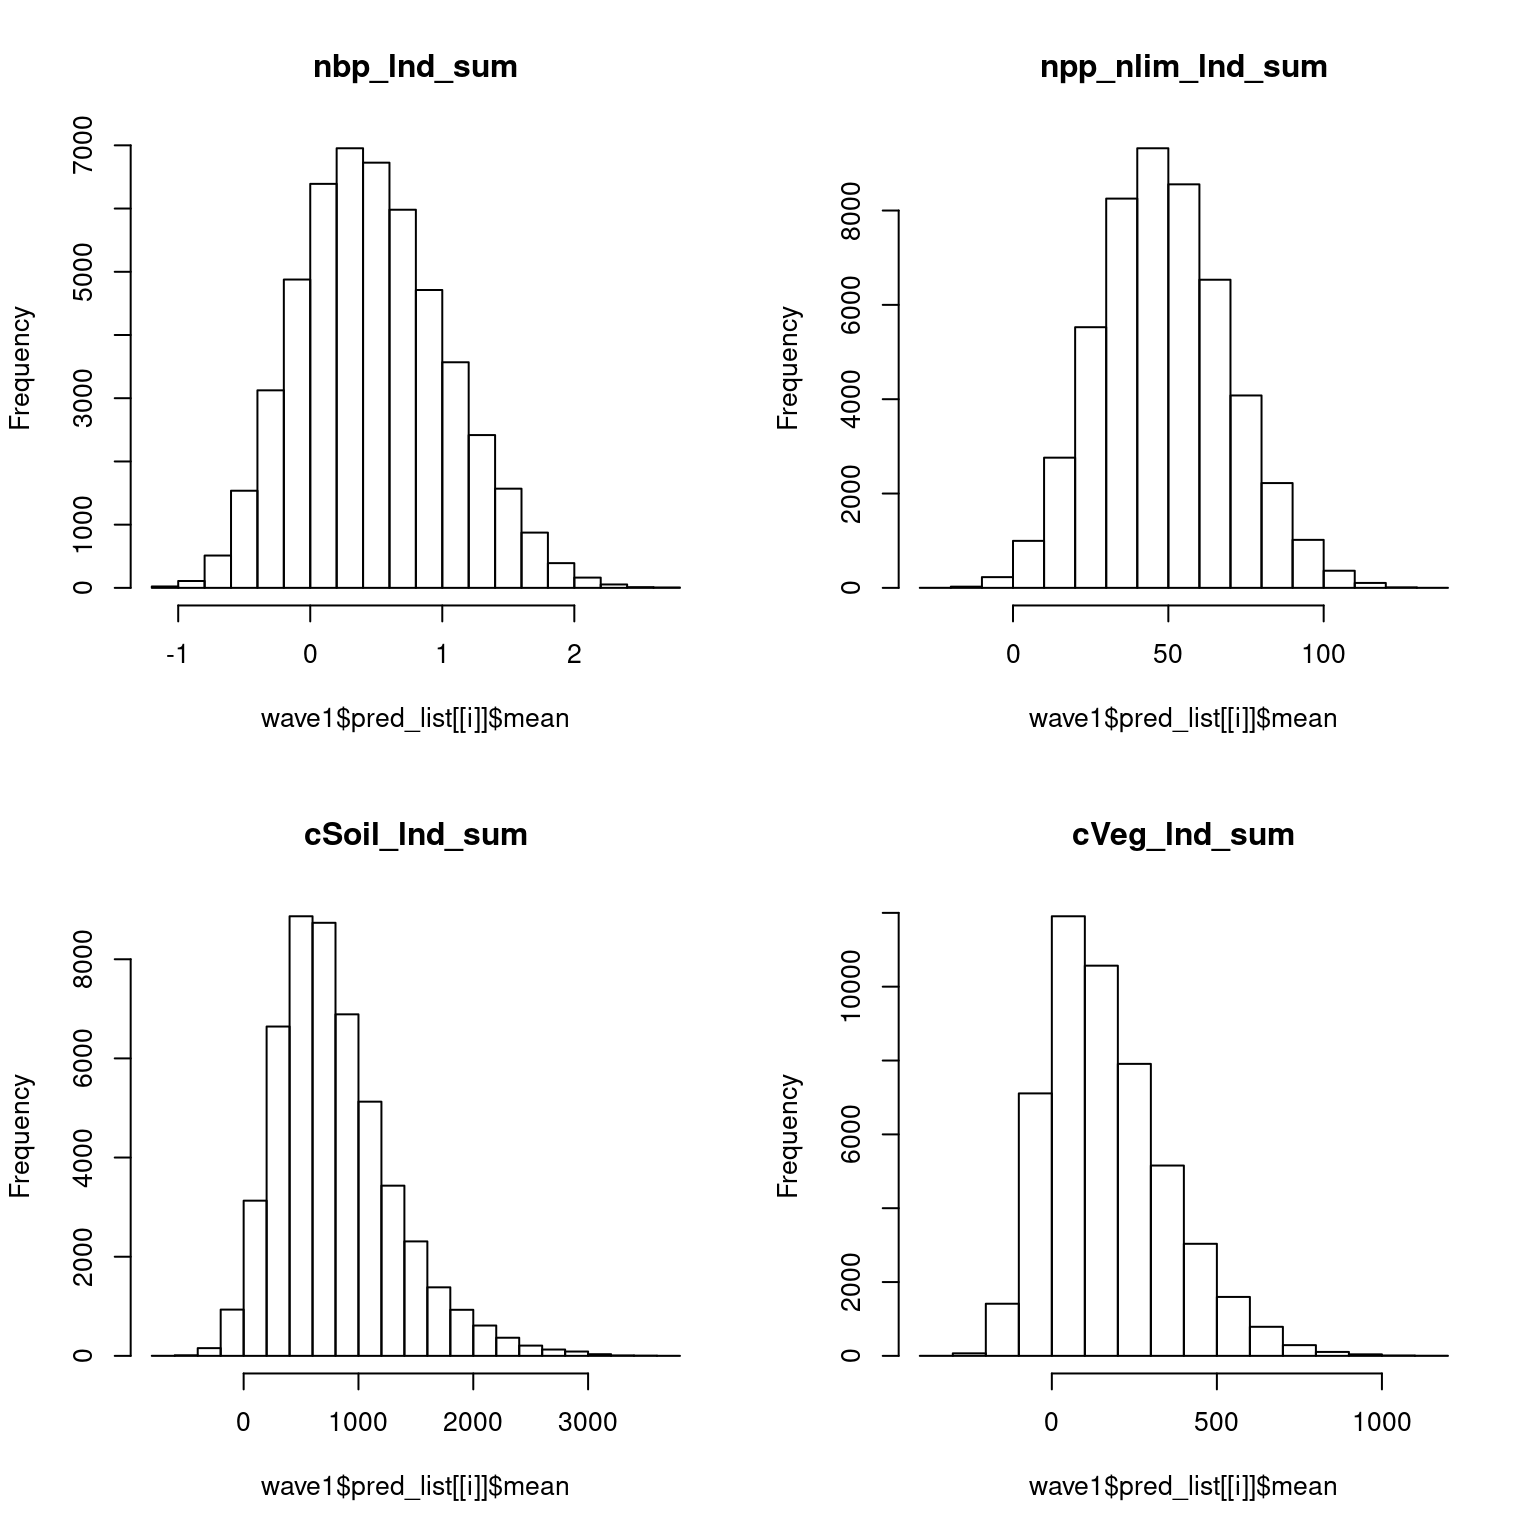 nbp_lnd_sum
Frequency
7000
5000
3000
1000
0
-1 0 1 2
wave1$pred_list[[i]]$mean
npp_nlim_lnd_sum
Frequency
8000
6000
4000
2000
0
0 50 100
wave1$pred_list[[i]]$mean
cSoil_lnd_sum
Frequency
8000
6000
4000
2000
0
0 1000 2000 3000
wave1$pred_list[[i]]$mean
cVeg_lnd_sum
Frequency
10000
6000
2000
0
0 500 1000
wave1$pred_list[[i]]$mean